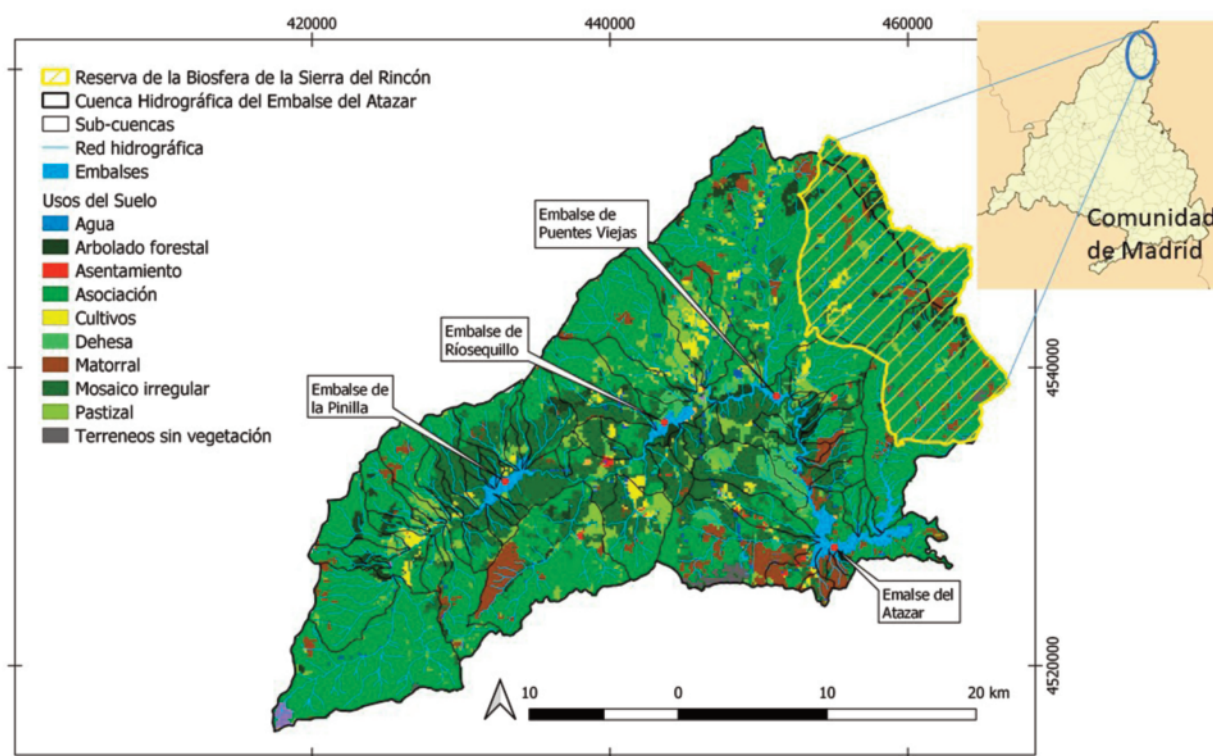 420000
440000
460000
Reserva de la Biosfera de la Sierra del Rincón
Cuenca Hidrográfica del Embalse del Atazar
Sub-cuencas
Red hidrográfica
Embalses
Usos del Suelo
Agua
Arbolado forestal
Asentamiento
Asociación
Cultivos
Dehesa
Matorral
Mosaico irregular
Pastizal
Terreneos sin vegetación
Embalse de
Puentes Viejas
Embalse de
Ríosequillo
Embalse de
la Pinilla
Emalse del
Atazar
Comunidad
de Madrid
4540000
4520000
10
0
10
20 km